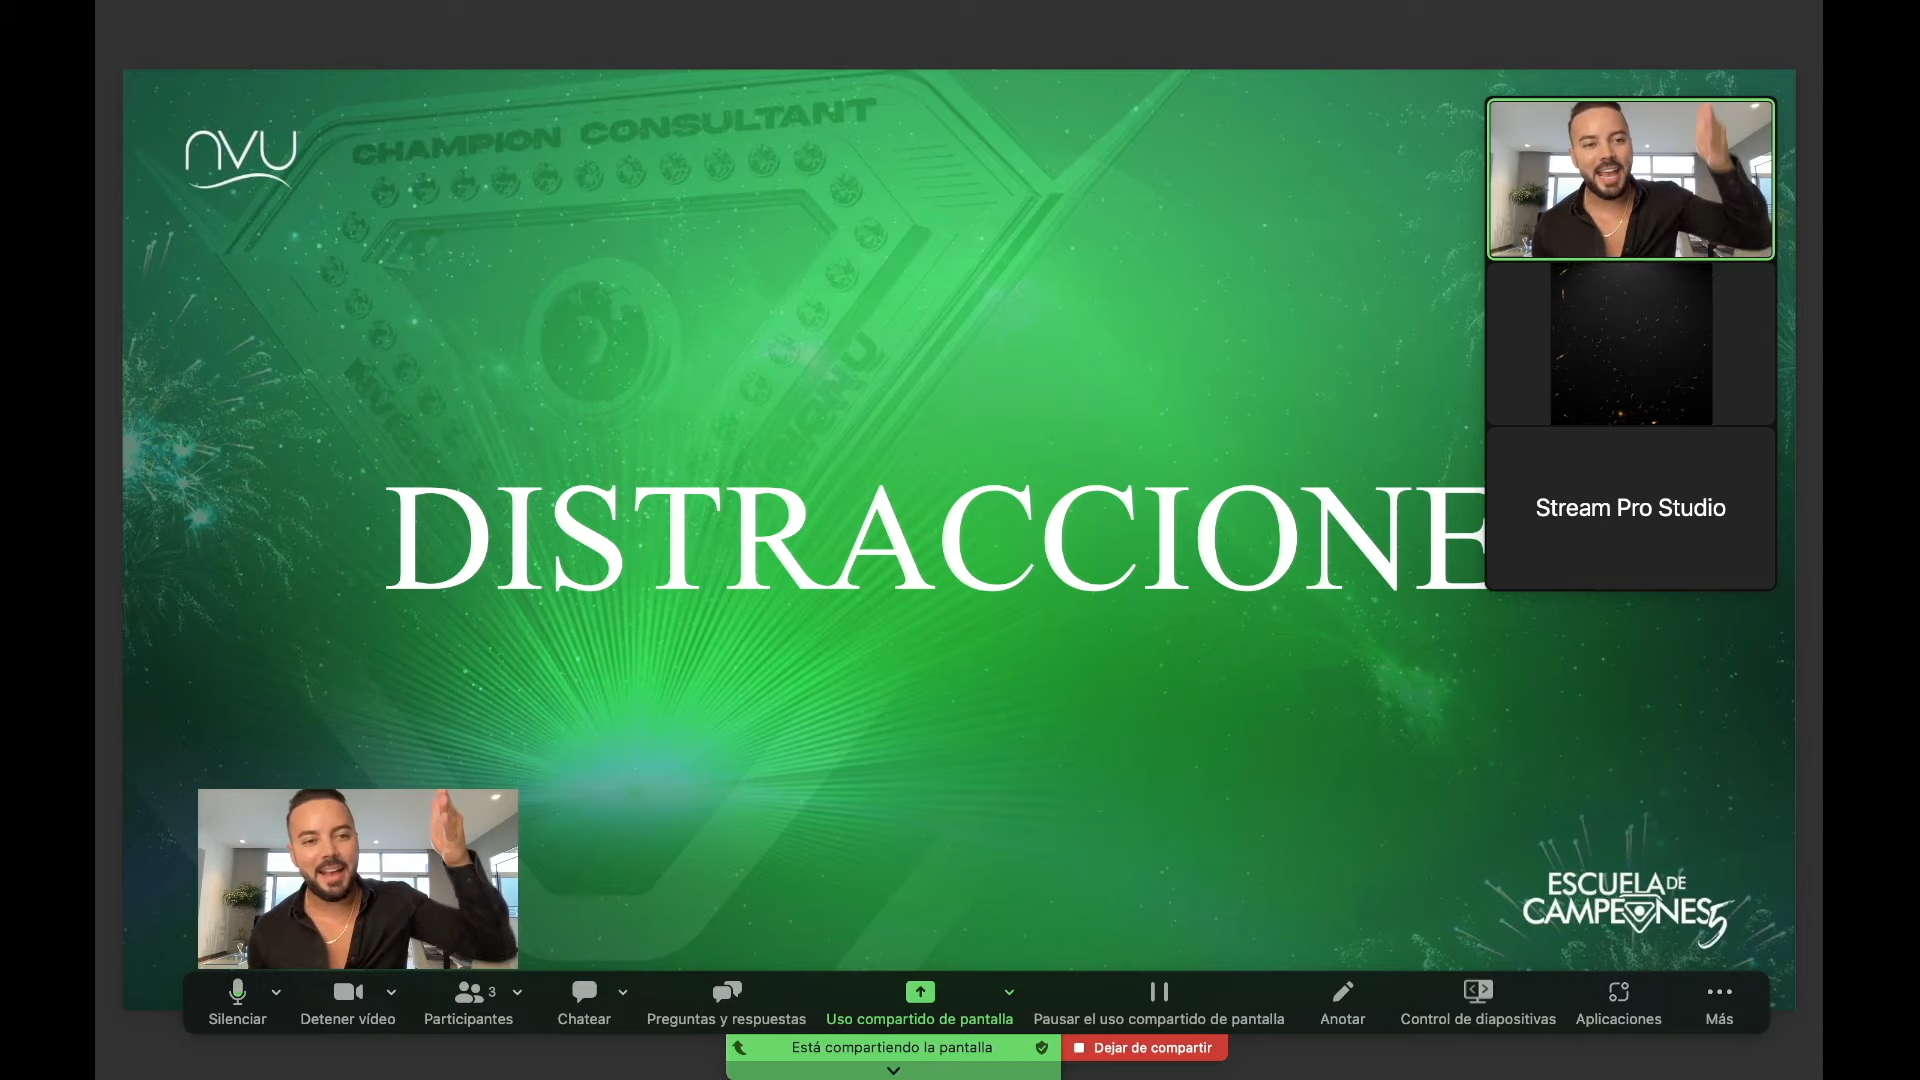 nvu
CHAMPION CONSULTANT
DISTRACCIONE
Stream Pro Studio
ESCUELA DE
CAMPEONES 5
Silenciar
Detener vídeo
3
Participantes
Chatear
Preguntas y respuestas
Uso compartido de pantalla
Pausar el uso compartido de pantalla
Anotar
Control de diapositivas
Aplicaciones
Más
Está compartiendo la pantalla
Dejar de compartir